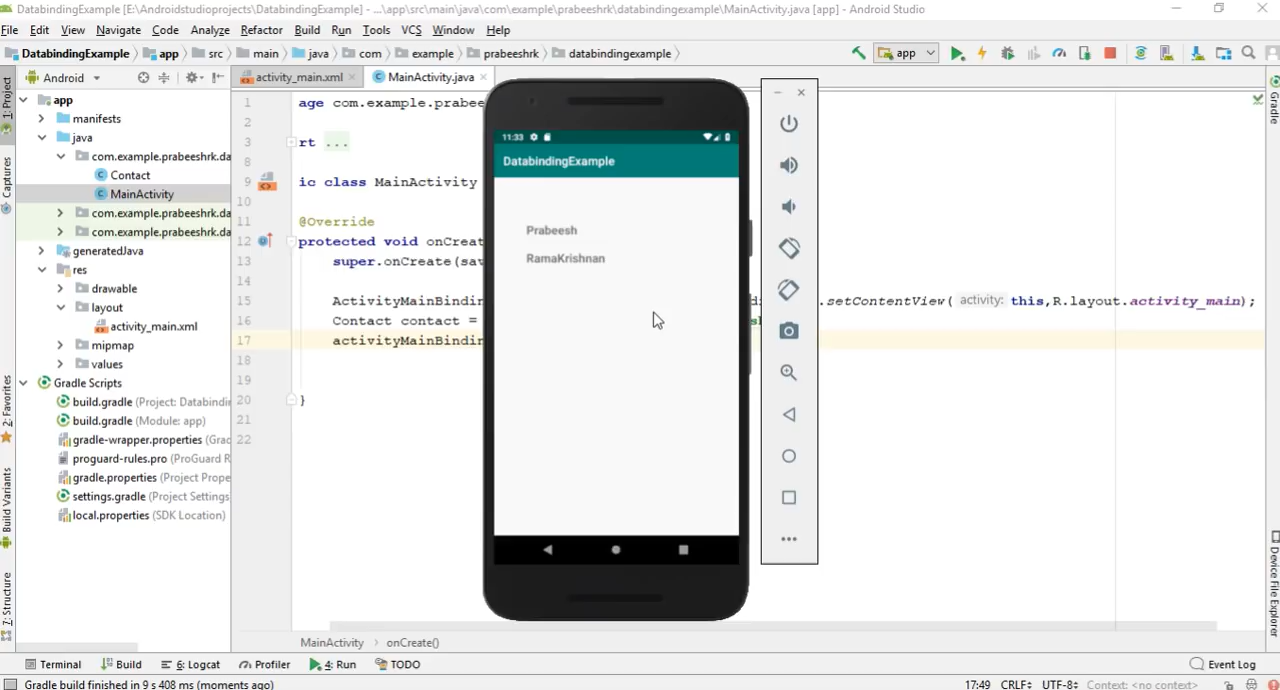 DatabindingExample [E:\Androidstudioprojects\DatabindingExample] - ...\app\src\main\java\com\example\prabeeshrk\databindingexample\MainActivity.java [app] - Android Studio
File Edit View Navigate Code Analyze Refactor Build Run Tools VCS Window Help
DatabindingExample app src main java com example prabeeshrk databindingexample app
Android activity_main.xml MainActivity.java
1: Project
Captures
2: Favorites
Build Variants
7: Structure
app
manifests
java
com.example.prabeeshrk.da
Contact
MainActivity
com.example.prabeeshrk.da
com.example.prabeeshrk.da
generatedJava
res
drawable
layout
activity_main.xml
mipmap
values
Gradle Scripts
build.gradle (Project: Databindi
build.gradle (Module: app)
gradle-wrapper.properties (Gra
proguard-rules.pro (ProGuard R
gradle.properties (Project Prope
settings.gradle (Project Settings
local.properties (SDK Location)
1 age com.example.prabee
2
3 rt ...
8
9 ic class MainActivity
10
11 @Override
12 protected void onCreat
13 super.onCreate(sav
14
15 ActivityMainBindin .setContentView( activity: this,R.layout.activity_main);
16 Contact contact =
17 activityMainBindin
18
19
20 }
21
22
11:33
DatabindingExample
Prabeesh
RamaKrishnan
Gradle
Device File Explorer
MainActivity onCreate()
Terminal Build 6: Logcat Profiler 4: Run TODO Event Log
Gradle build finished in 9 s 408 ms (moments ago) 17:49 CRLF UTF-8 Context: <no context>